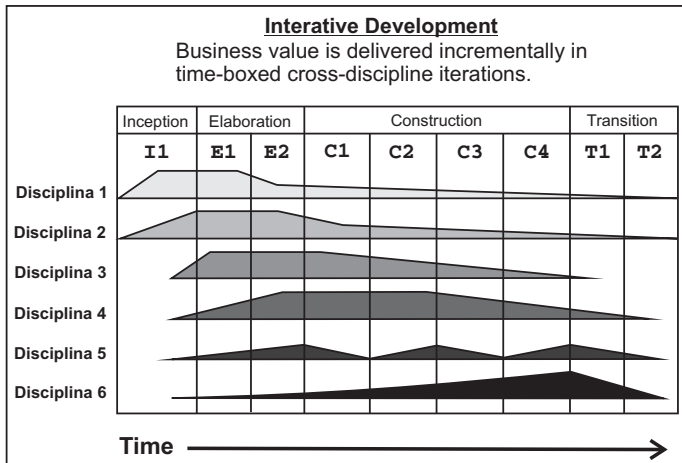 Interative Development
Business value is delivered incrementally in
time-boxed cross-discipline iterations.
Inception Elaboration Construction Transition
I1 E1 E2 C1 C2 C3 C4 T1 T2
Disciplina 1
Disciplina 2
Disciplina 3
Disciplina 4
Disciplina 5
Disciplina 6
Time